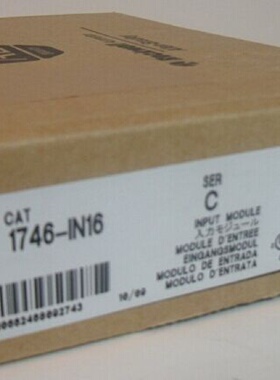 CAT
1746-IN16
SER
C
INPUT MODULE
入力モジュール
MODULE D'ENTREE
EINGANGSMODUL
MODULO DE ENTRADA
MODULO D'ENTRATA
10/09